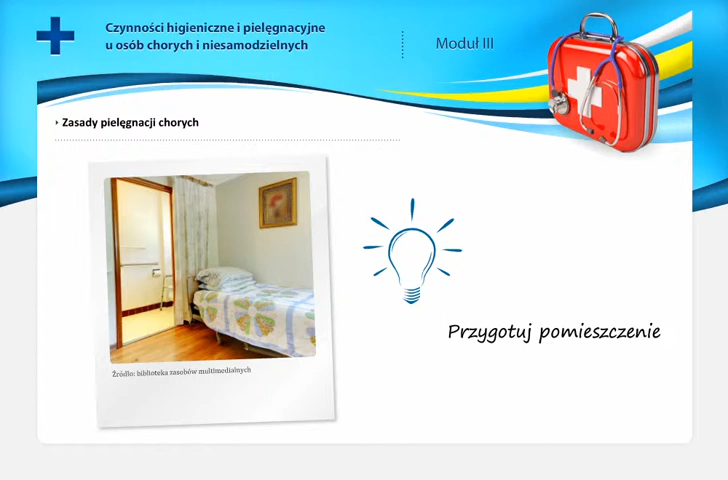 Czynności higieniczne i pielęgnacyjne
u osób chorych i niesamodzielnych
Moduł III
Zasady pielęgnacji chorych
Przygotuj pomieszczenie
Źródło: biblioteka zasobów multimedialnych